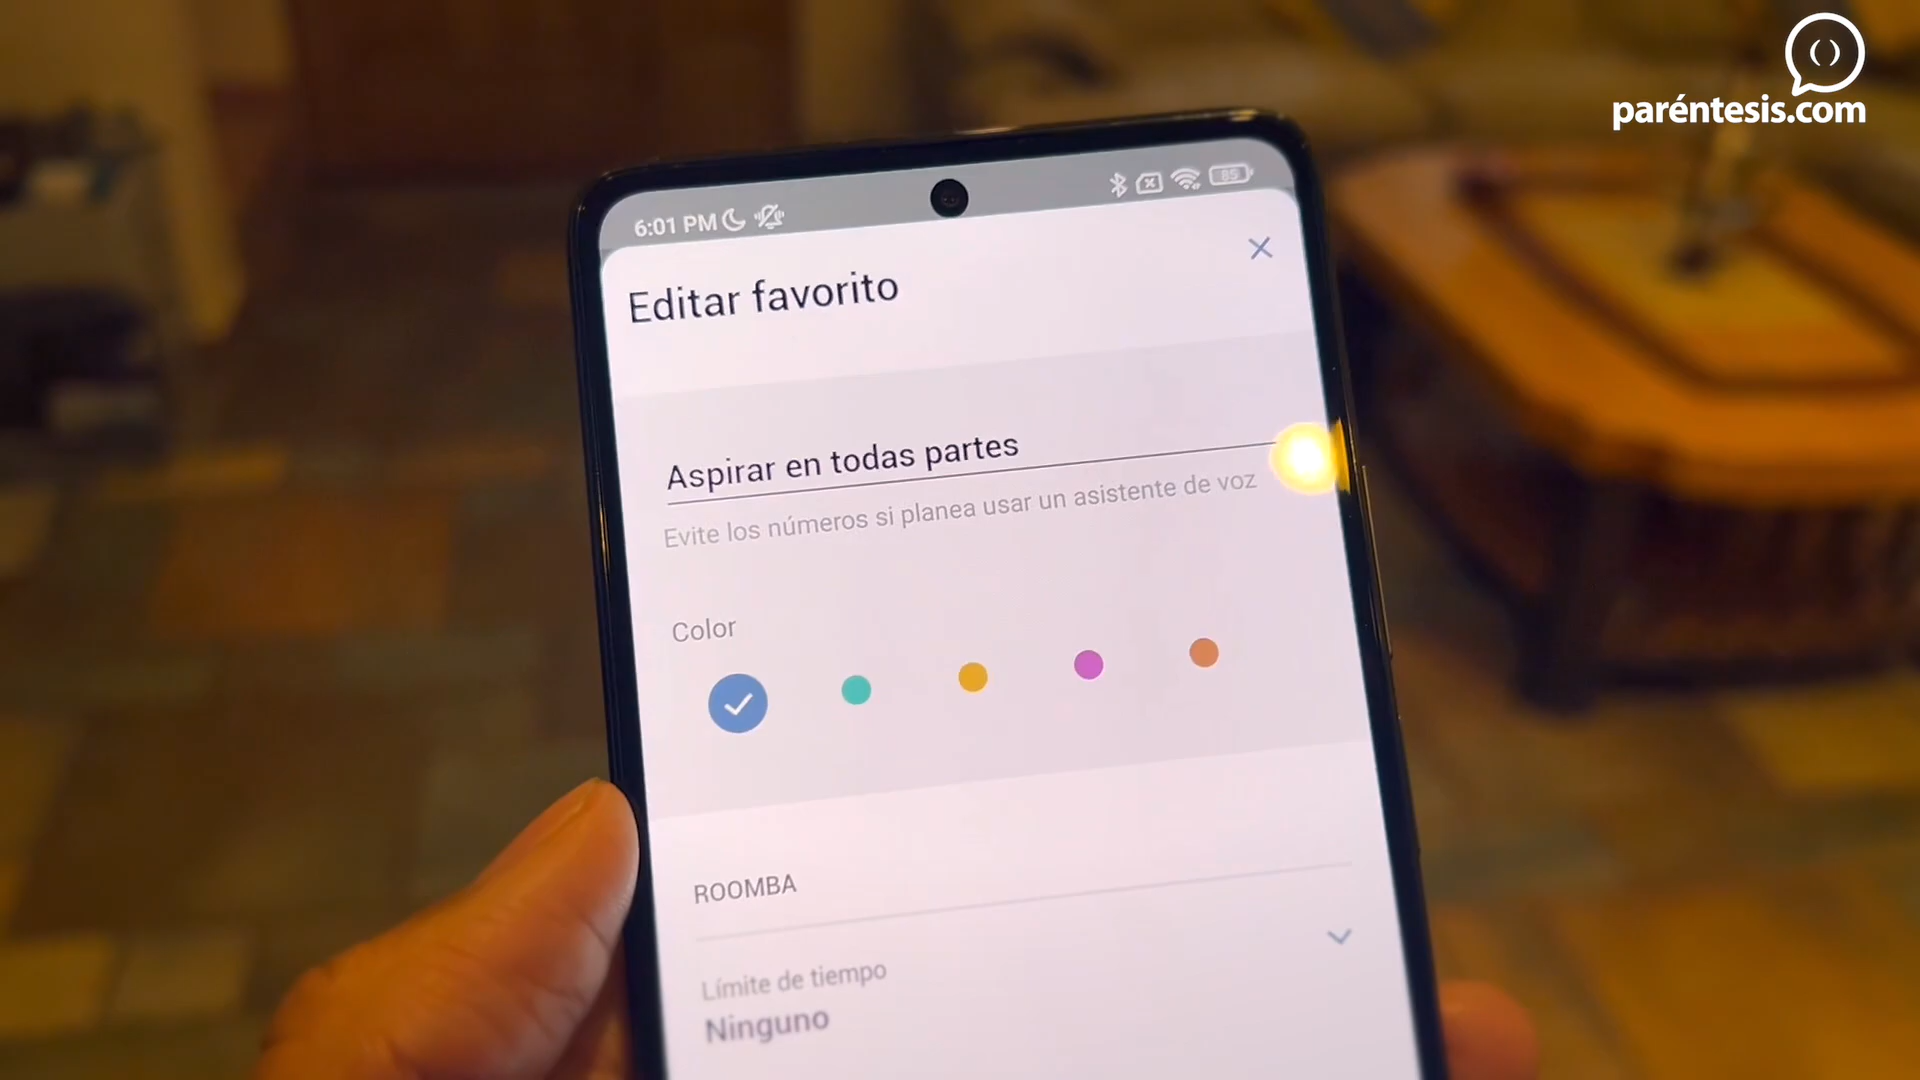 paréntesis.com
6:01 PM
85
Editar favorito
Aspirar en todas partes
Evite los números si planea usar un asistente de voz
Color
ROOMBA
Límite de tiempo
Ninguno